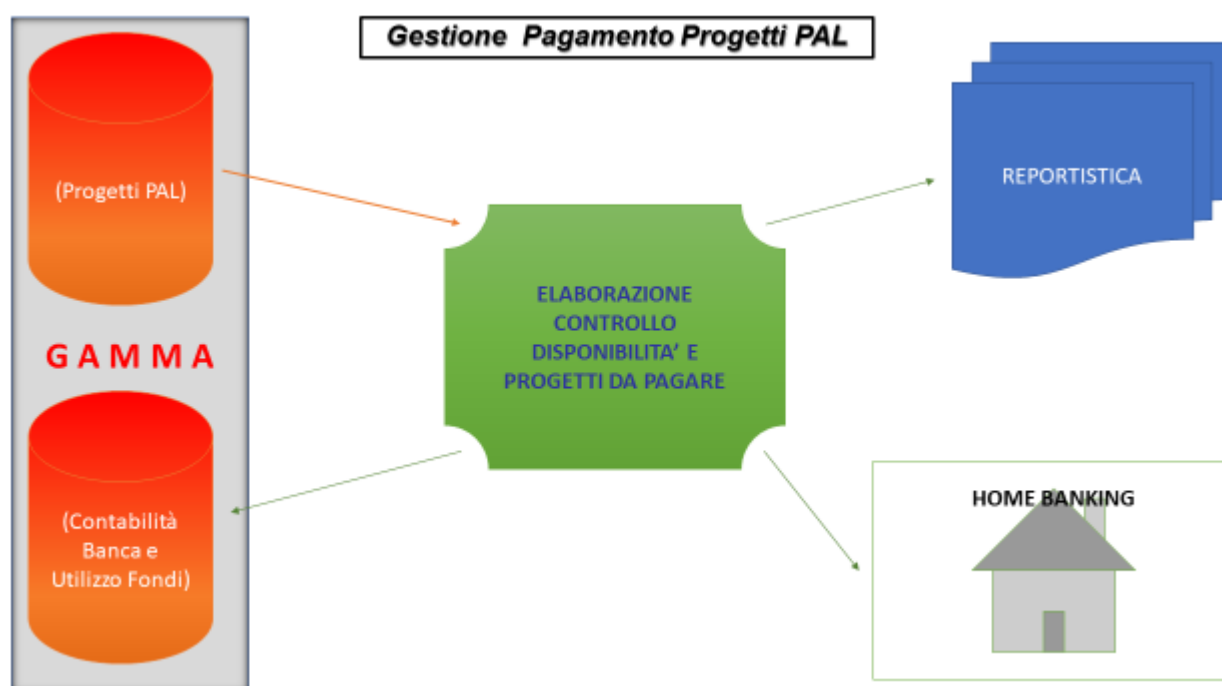 Gestione Pagamento Progetti PAL
(Progetti PAL)
REPORTISTICA
ELABORAZIONE
CONTROLLO
DISPONIBILITA' E
PROGETTI DA PAGARE
G A M M A
(Contabilità
Banca e
Utilizzo Fondi)
HOME BANKING